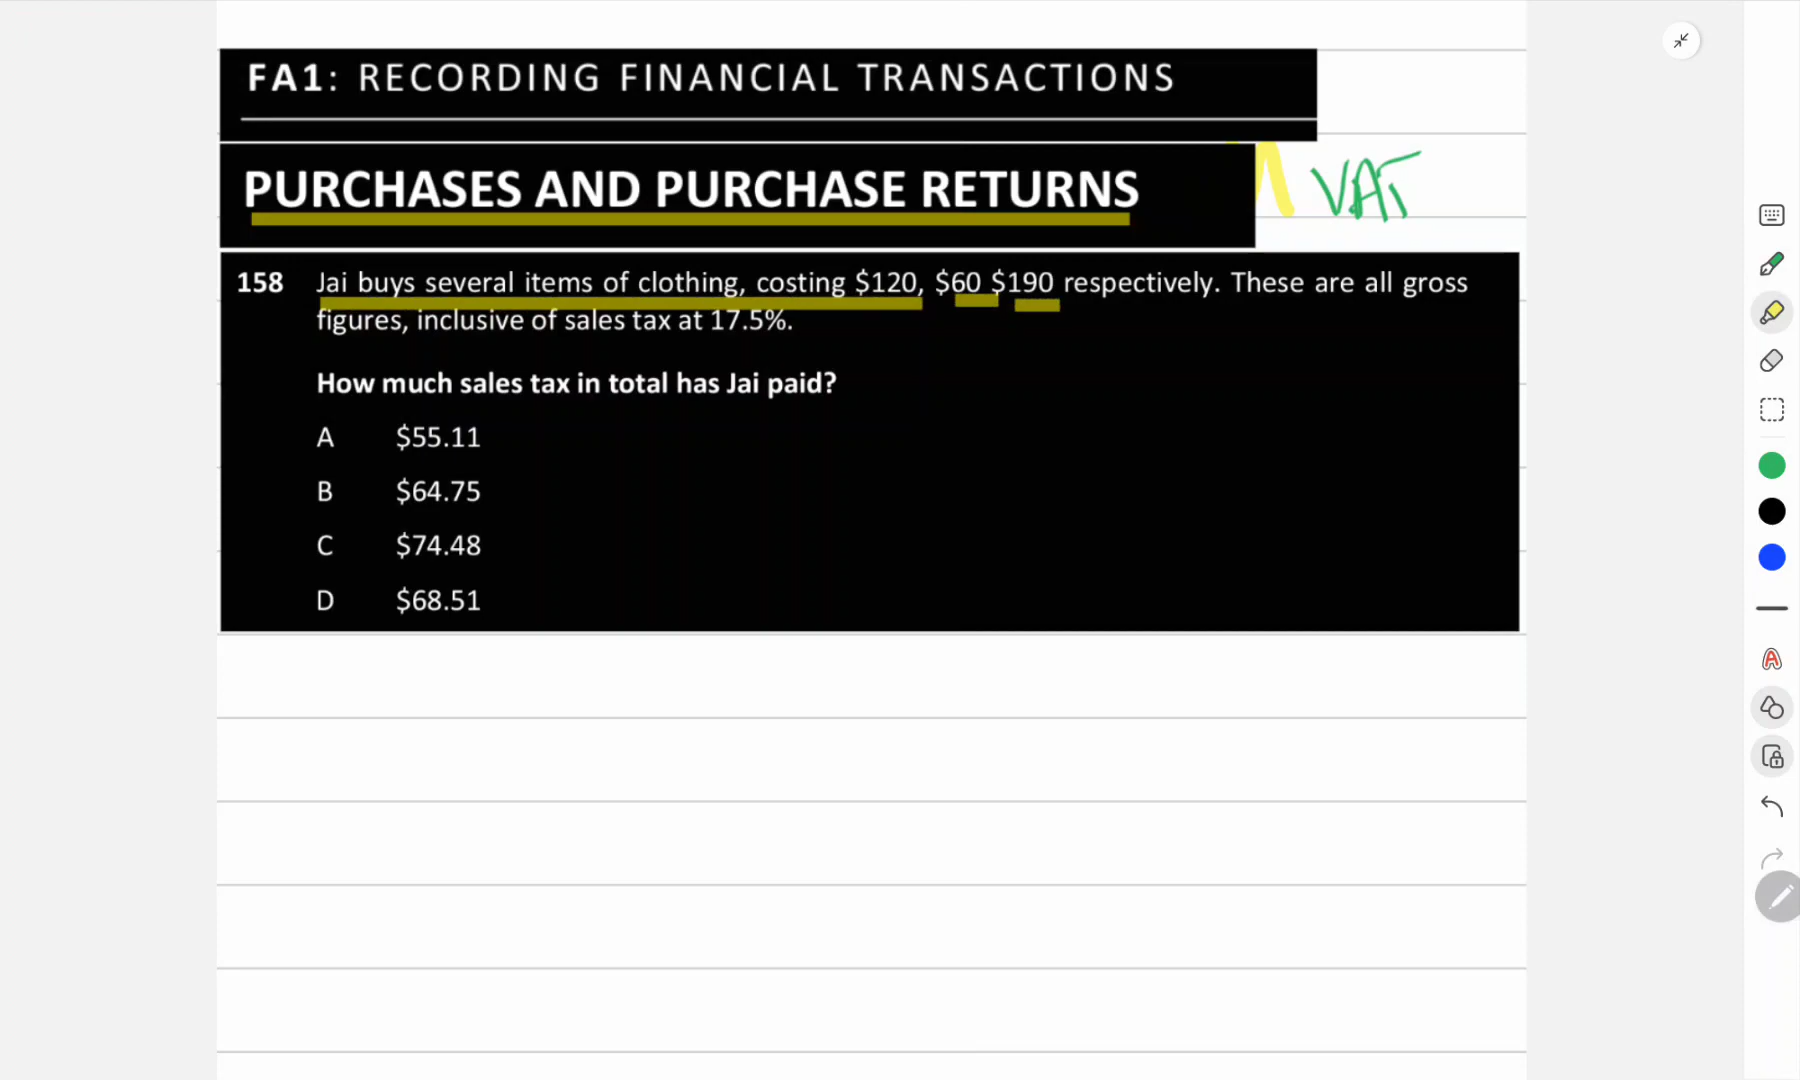 FA1: RECORDING FINANCIAL TRANSACTIONS
PURCHASES AND PURCHASE RETURNS
VAT
158 Jai buys several items of clothing, costing $120, $60 $190 respectively. These are all gross
figures, inclusive of sales tax at 17.5%.
How much sales tax in total has Jai paid?
A $55.11
B $64.75
C $74.48
D $68.51
A